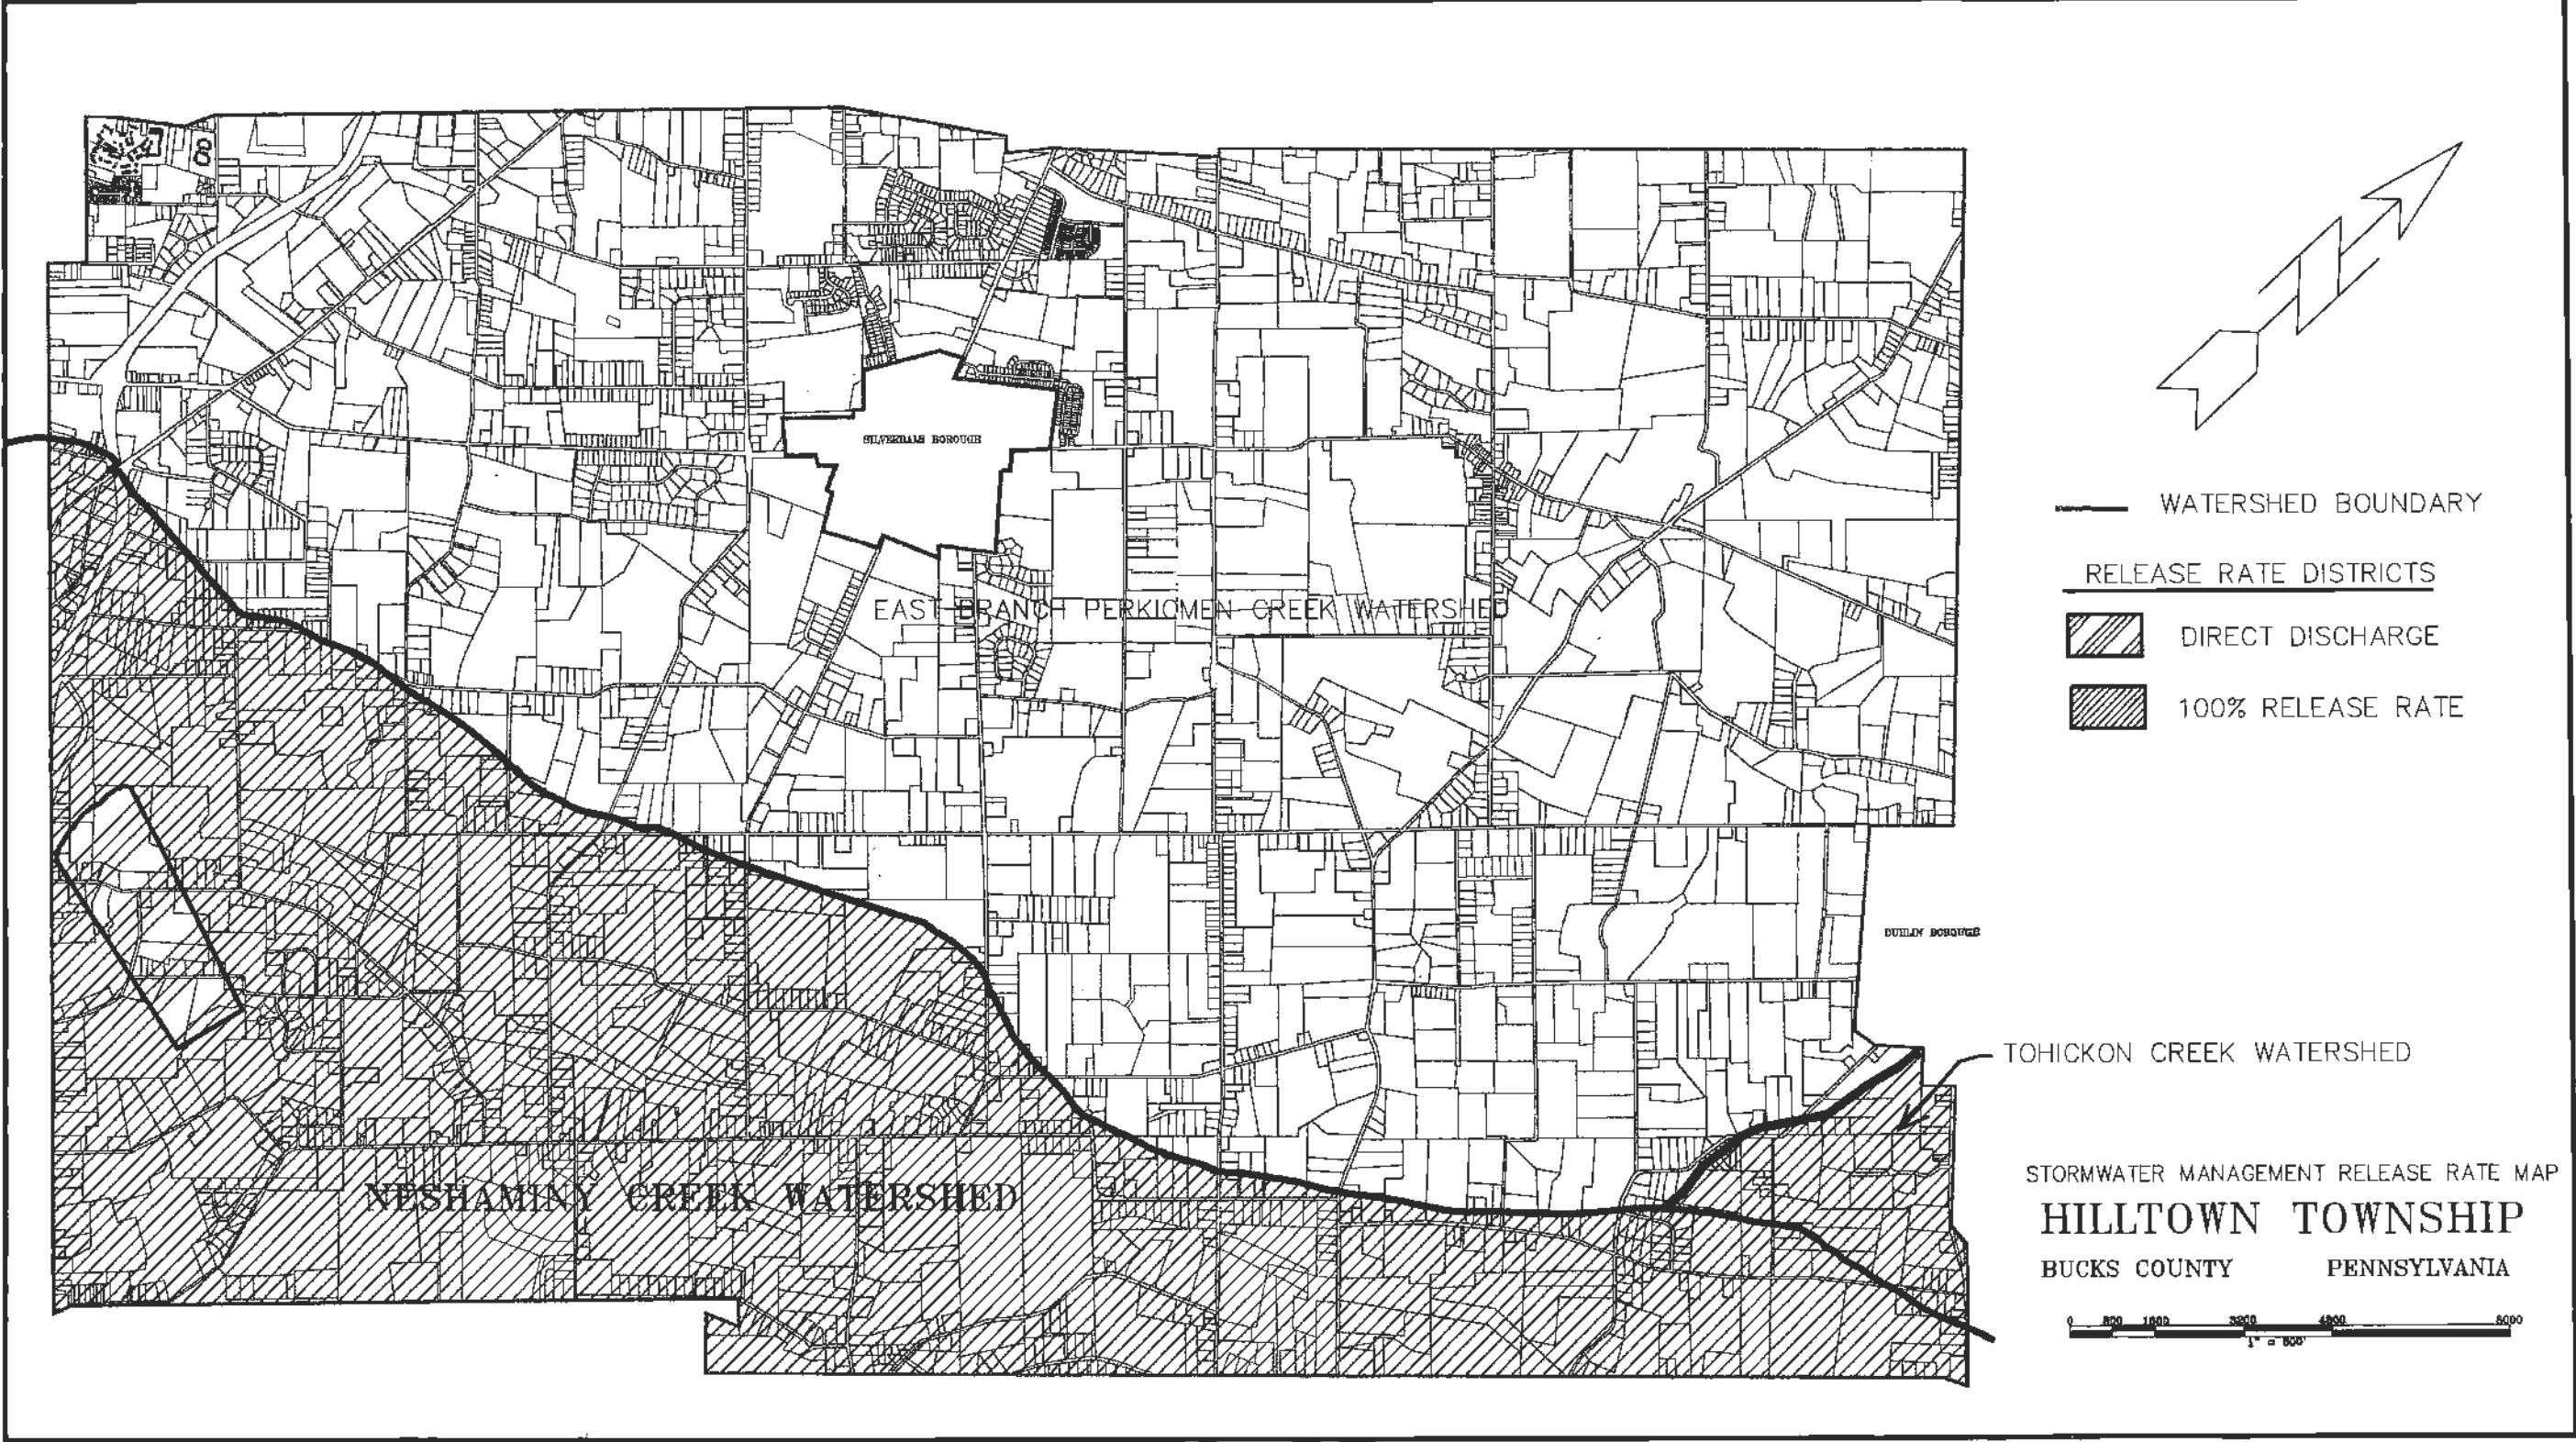 SILVERDALE BOROUGH
EAST BRANCH PERKIOMEN CREEK WATERSHED
NESHAMINY CREEK WATERSHED
DUBLIN BOROUGH
WATERSHED BOUNDARY
RELEASE RATE DISTRICTS
DIRECT DISCHARGE
100% RELEASE RATE
TOHICKON CREEK WATERSHED
STORMWATER MANAGEMENT RELEASE RATE MAP
HILLTOWN TOWNSHIP
BUCKS COUNTY PENNSYLVANIA
0 800 1600 3200 4800 8000
1" = 800'